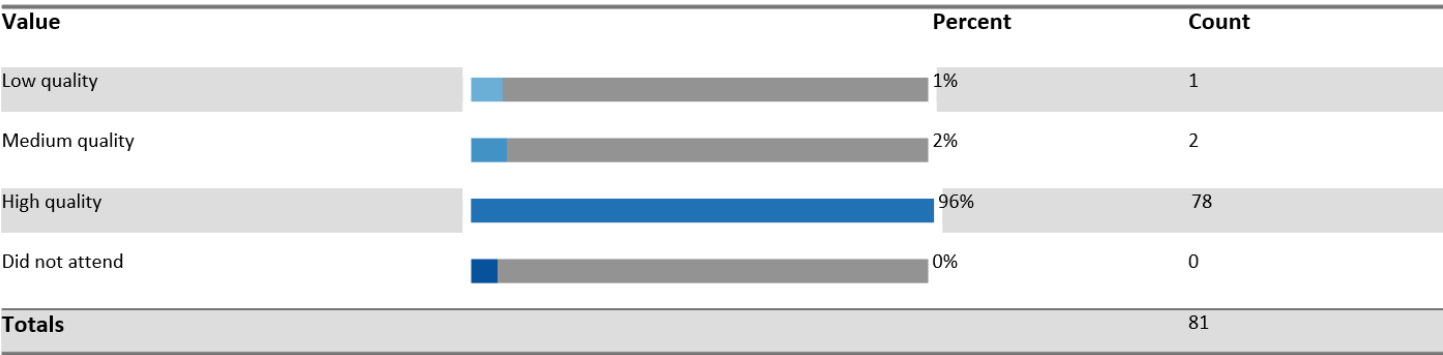 Value Percent Count
Low quality 1% 1
Medium quality 2% 2
High quality 96% 78
Did not attend 0% 0
Totals 81